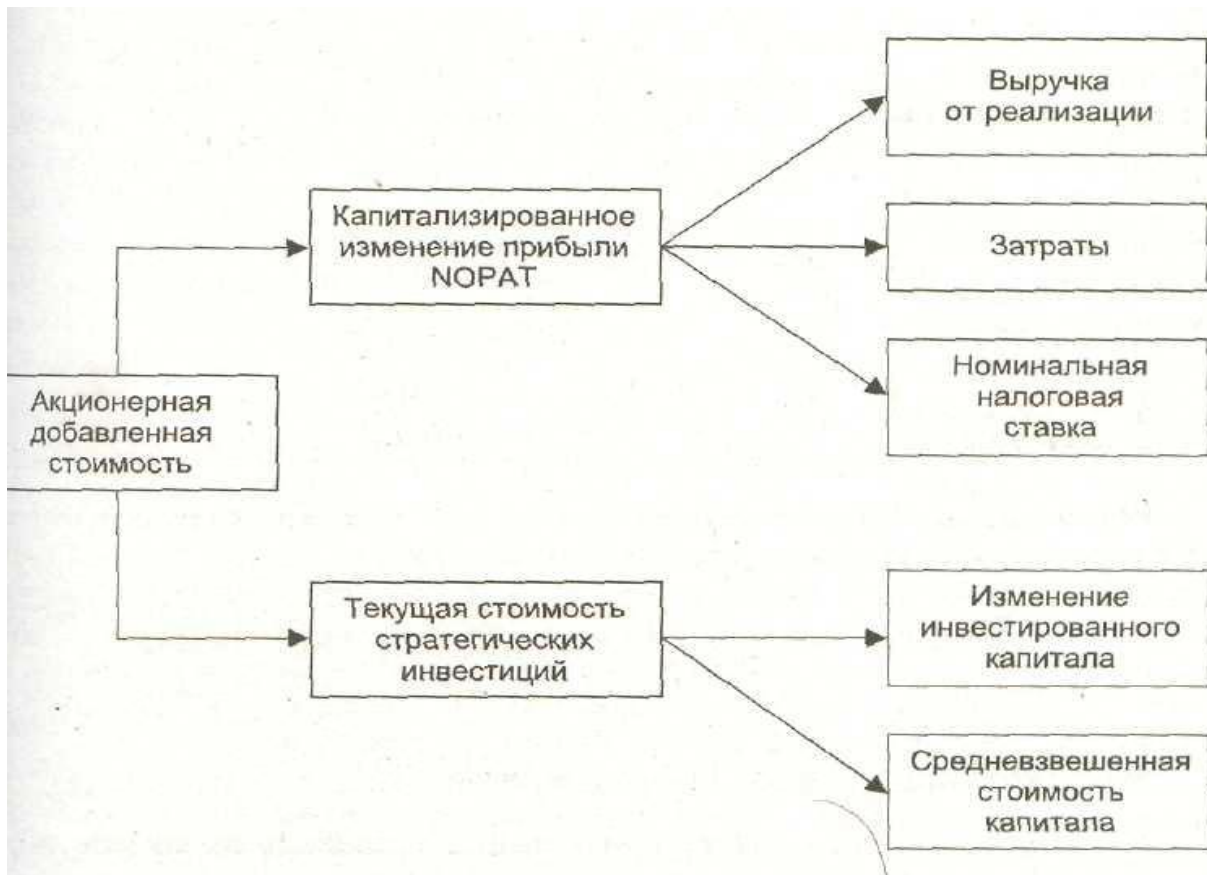 Выручка
от реализации
Капитализированное
изменение прибыли
NOPAT
Затраты
Номинальная
налоговая
ставка
Акционерная
добавленная
стоимость
Текущая стоимость
стратегических
инвестиций
Изменение
инвестированного
капитала
Средневзвешенная
стоимость
капитала